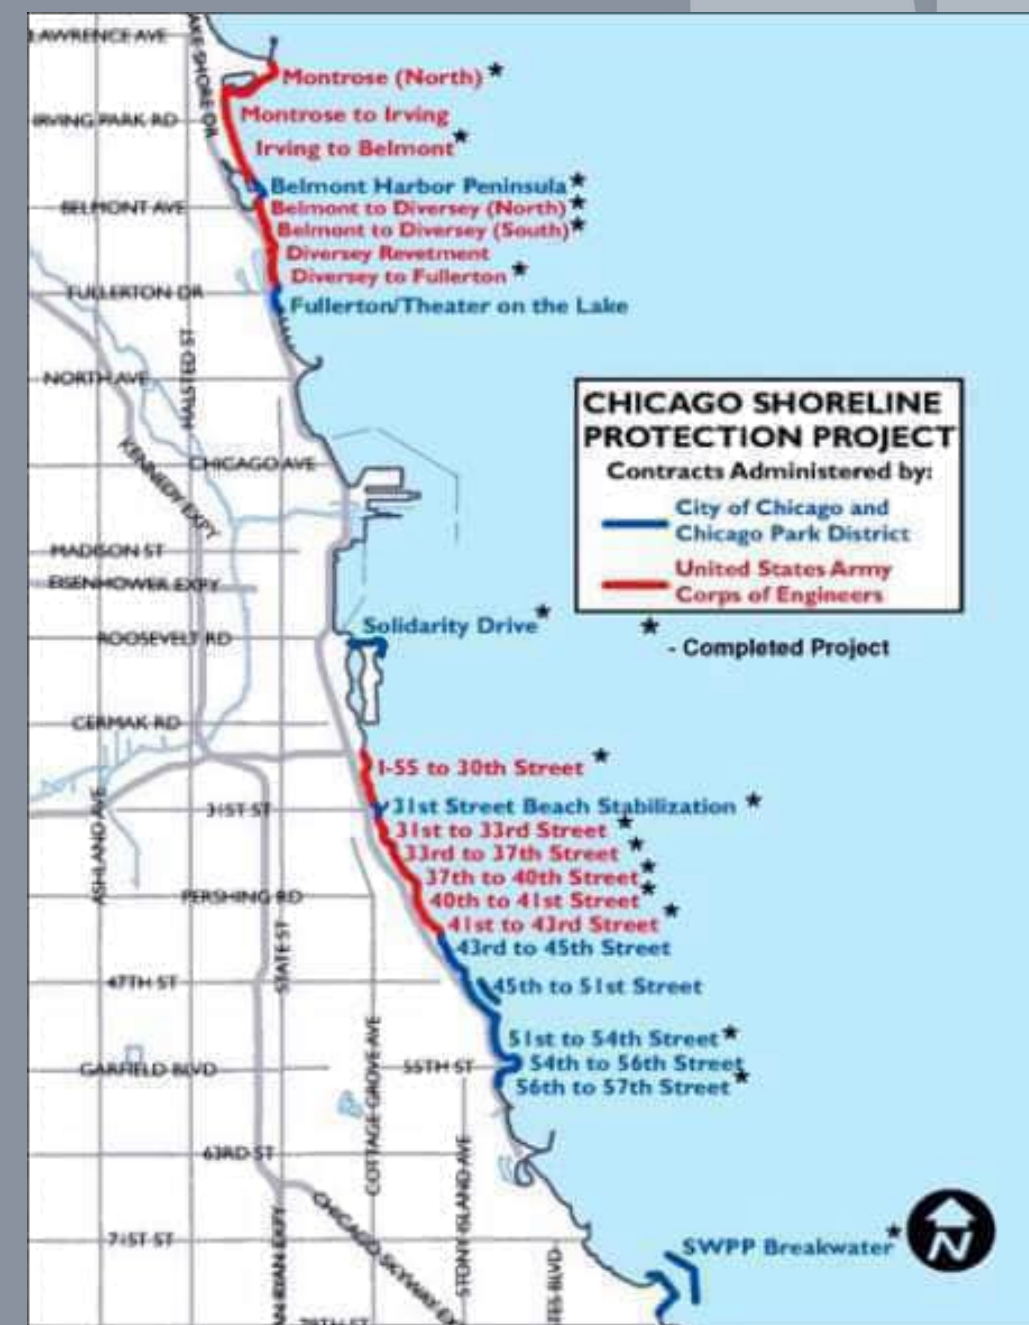 LAWRENCE AVE
LAKE SHORE DR
Montrose (North) *
IRVING PARK RD
Montrose to Irving
Irving to Belmont *
Belmont Harbor Peninsula *
BELMONT AVE
Belmont to Diversey (North) *
Belmont to Diversey (South) *
Diversey Revetment
Diversey to Fullerton *
FULLERTON DR
Fullerton/Theater on the Lake
HALSTED ST
NORTH AVE
KENNEDY EXPY
CHICAGO AVE
MADISON ST
EISENHOWER EXPY
CHICAGO SHORELINE
PROTECTION PROJECT
Contracts Administered by:
City of Chicago and
Chicago Park District
United States Army
Corps of Engineers
* - Completed Project
Solidarity Drive *
ROOSEVELT RD
CERMAK RD
I-55 to 30th Street *
31ST ST
31st Street Beach Stabilization *
31st to 33rd Street *
33rd to 37th Street *
37th to 40th Street *
ASHLAND AVE
PERSHING RD
40th to 41st Street *
41st to 43rd Street *
43rd to 45th Street
STATE ST
47TH ST
45th to 51st Street
51st to 54th Street *
GARFIELD BLVD
55TH ST
54th to 56th Street
56th to 57th Street *
COTTAGE GROVE AVE
63RD ST
STONY ISLAND AVE
71ST ST
CHICAGO SKYWAY
AN RYAN EXPY
TES BLVD
SWPP Breakwater *
N
79TH ST